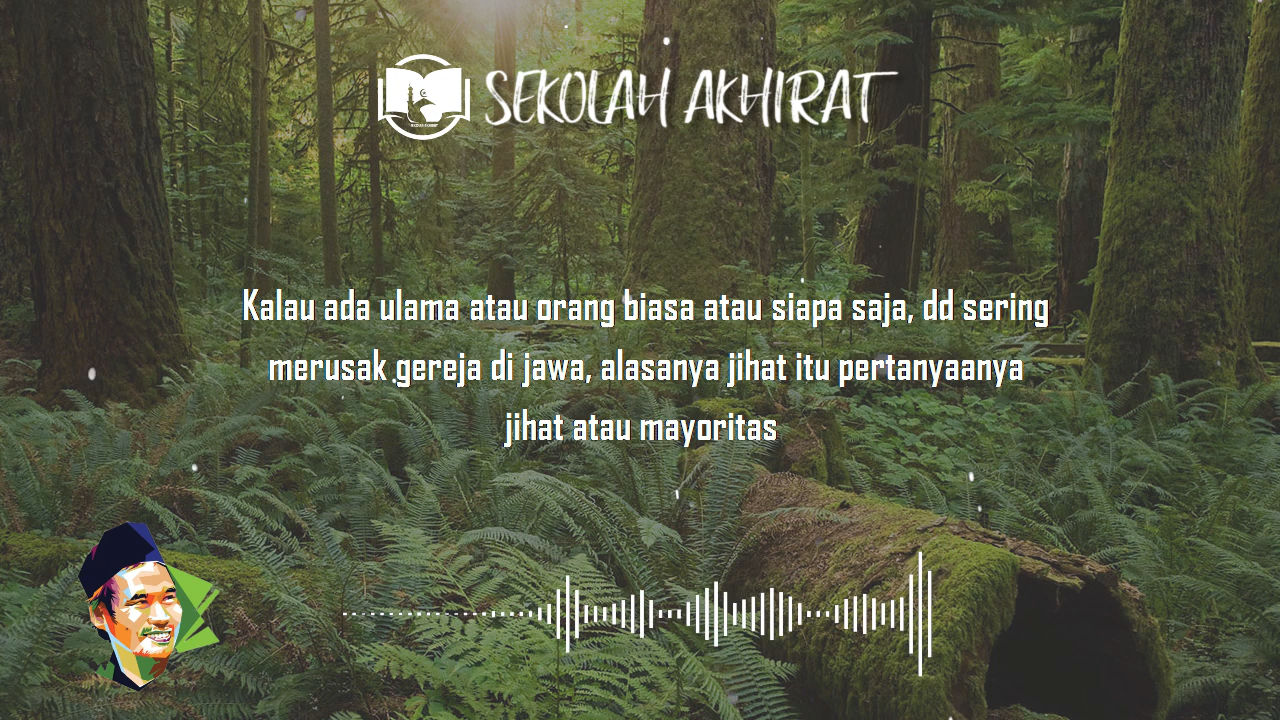 SEKOLAH AKHIRAT
Kalau ada ulama atau orang biasa atau siapa saja, dd sering
merusak gereja di jawa, alasanya jihat itu pertanyaanya
jihat atau mayoritas